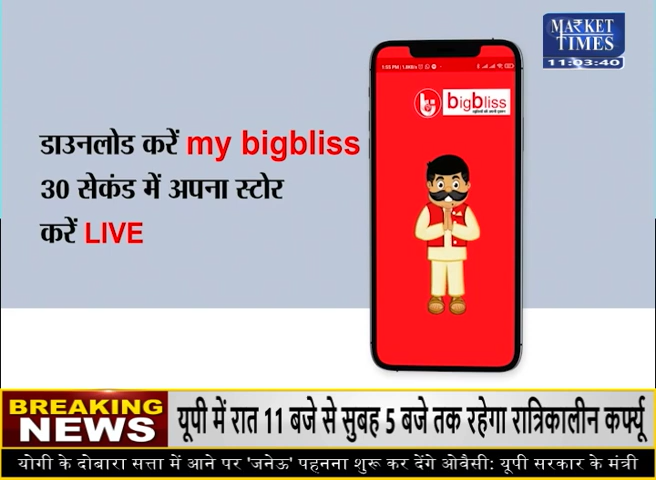 MARKET
TIMES
11:03:40
bigbliss
डाउनलोड करें my bigbliss
30 सेकंड में अपना स्टोर
करें LIVE
BREAKING
NEWS
यूपी में रात 11 बजे से सुबह 5 बजे तक रहेगा रात्रिकालीन कर्फ्यू
योगी के दोबारा सत्ता में आने पर 'जनेऊ' पहनना शुरू कर देंगे ओवैसी: यूपी सरकार के मंत्री